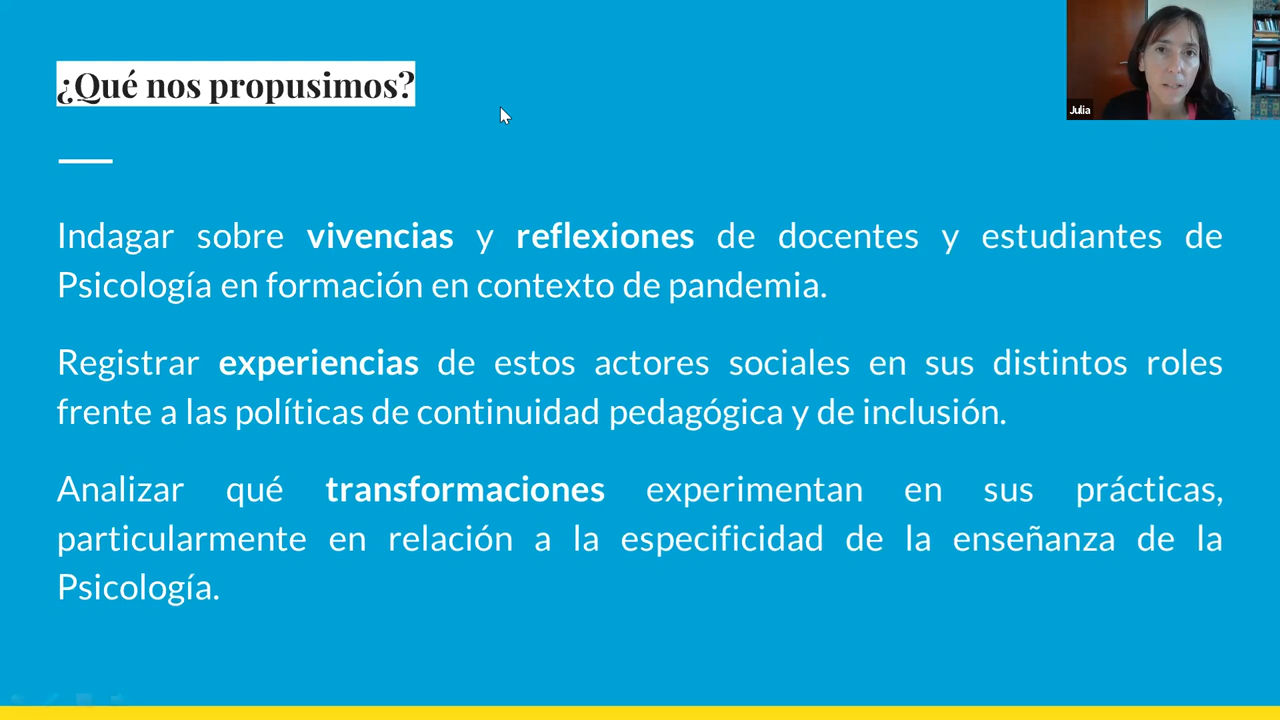 ¿Qué nos propusimos?
Julia
Indagar sobre vivencias y reflexiones de docentes y estudiantes de
Psicología en formación en contexto de pandemia.
Registrar experiencias de estos actores sociales en sus distintos roles
frente a las políticas de continuidad pedagógica y de inclusión.
Analizar qué transformaciones experimentan en sus prácticas,
particularmente en relación a la especificidad de la enseñanza de la
Psicología.